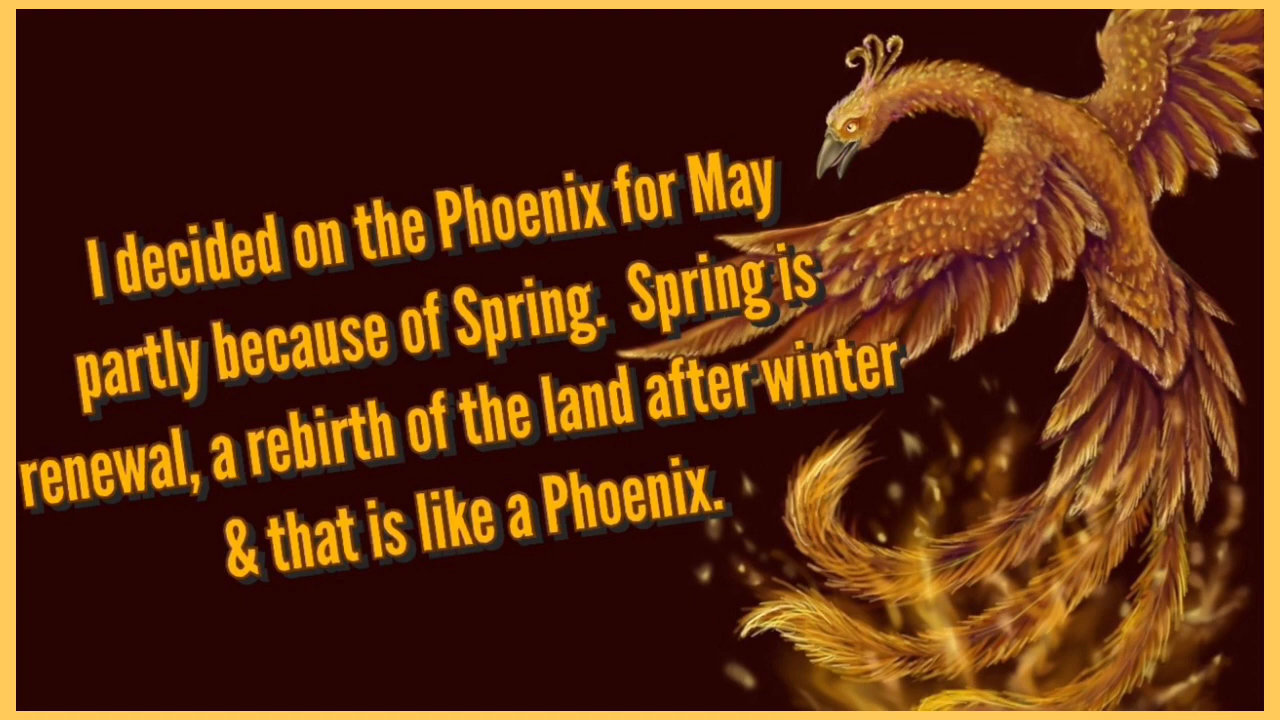 I decided on the Phoenix for May
partly because of Spring.  Spring is
renewal, a rebirth of the land after winter
& that is like a Phoenix.